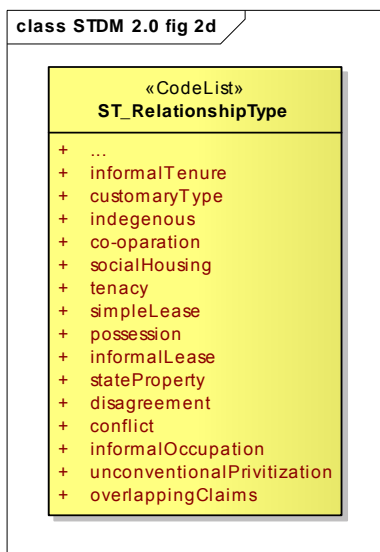 class STDM 2.0 fig 2d
«CodeList»
ST_RelationshipType
+ ...
+ informalTenure
+ customaryType
+ indegenous
+ co-oparation
+ socialHousing
+ tenacy
+ simpleLease
+ possession
+ informalLease
+ stateProperty
+ disagreement
+ conflict
+ informalOccupation
+ unconventionalPrivitization
+ overlappingClaims